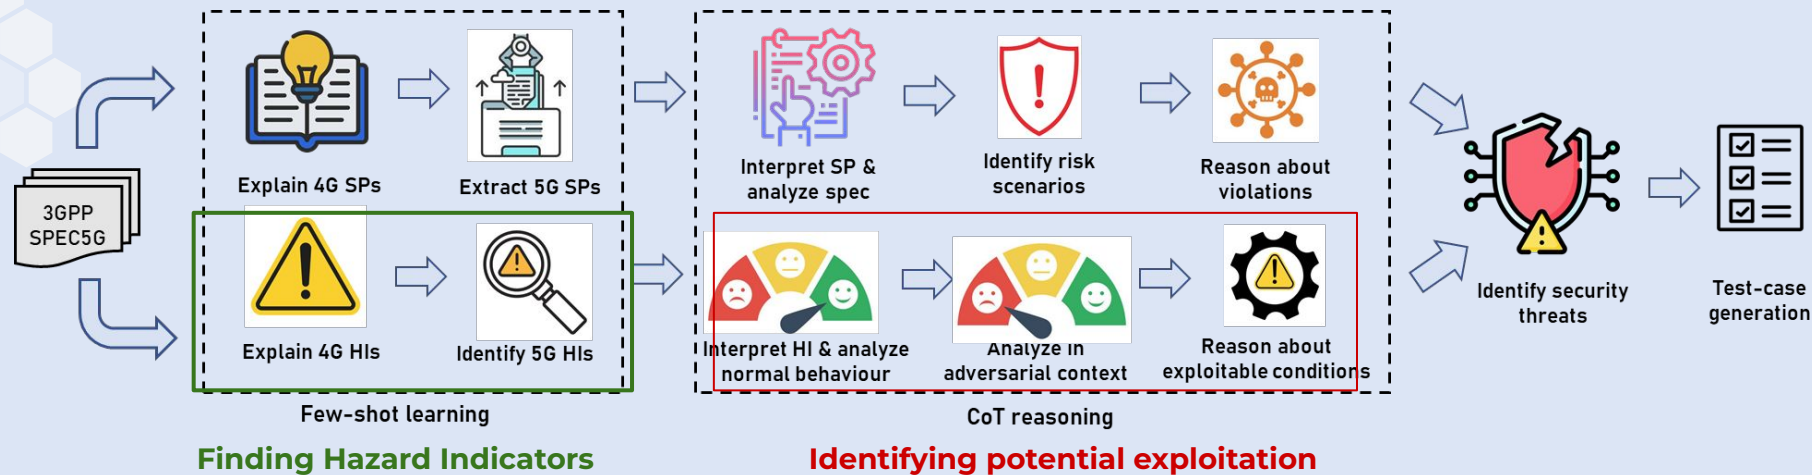 3GPP
SPEC5G
Explain 4G SPs
Extract 5G SPs
Explain 4G HIs
Identify 5G HIs
Few-shot learning
Finding Hazard Indicators
Interpret SP &
analyze spec
Identify risk
scenarios
Reason about
violations
Interpret HI & analyze
normal behaviour
Analyze in
adversarial context
Reason about
exploitable conditions
CoT reasoning
Identifying potential exploitation
Identify security
threats
Test-case
generation